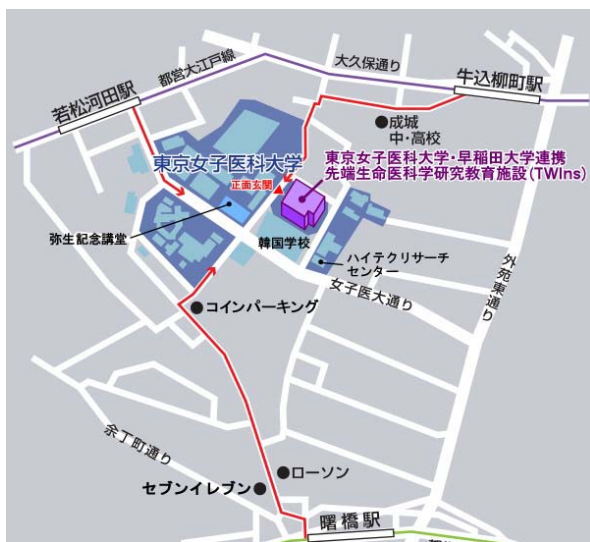 大久保通り
都営大江戸線
牛込柳町駅
若松河田駅
成城
中・高校
東京女子医科大学
東京女子医科大学・早稲田大学連携
先端生命医科学研究教育施設(TWIns)
正面玄関
弥生記念講堂
韓国学校
ハイテクリサーチ
センター
外苑東通り
女子医大通り
コインパーキング
余丁町通り
ローソン
セブンイレブン
曙橋駅